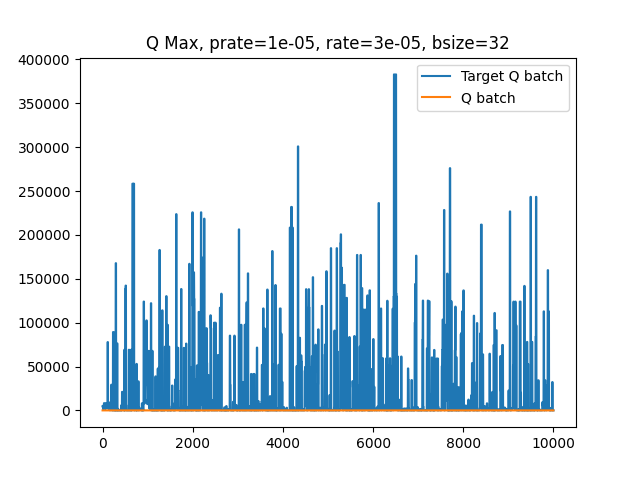 Q Max, prate=1e-05, rate=3e-05, bsize=32
400000
350000
300000
250000
200000
150000
100000
50000
0
Target Q batch
Q batch
0 2000 4000 6000 8000 10000